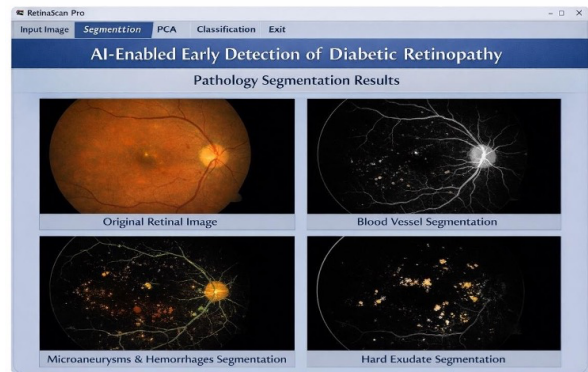 RetinaScan Pro
Input Image Segmenttion PCA Classification Exit
AI-Enabled Early Detection of Diabetic Retinopathy
Pathology Segmentation Results
Original Retinal Image
Blood Vessel Segmentation
Microaneurysms & Hemorrhages Segmentation
Hard Exudate Segmentation